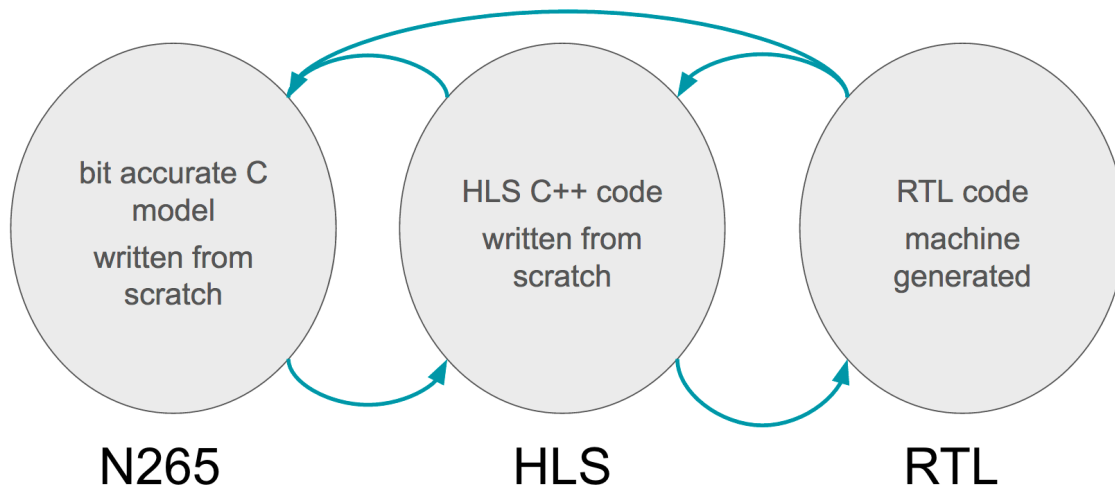 bit accurate C
model
written from
scratch
HLS C++ code
written from
scratch
RTL code
machine
generated
N265
HLS
RTL